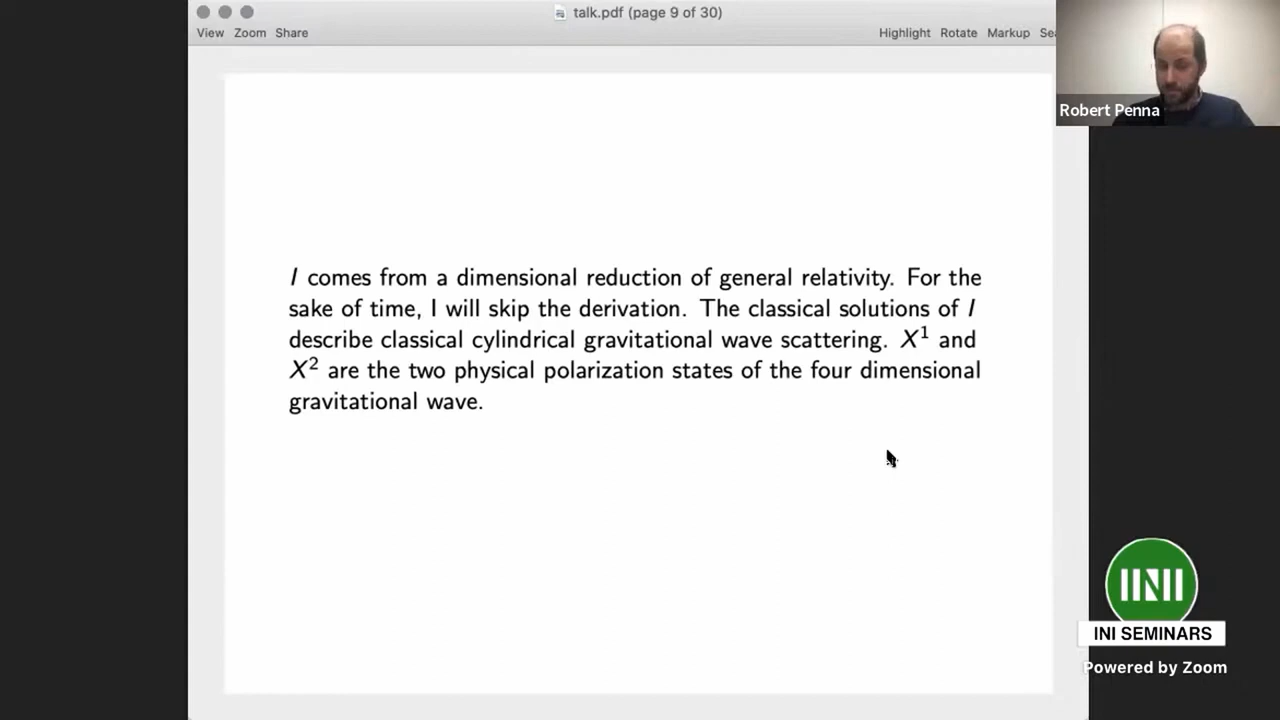 talk.pdf (page 9 of 30)
View Zoom Share
Highlight Rotate Markup
Robert Penna
I comes from a dimensional reduction of general relativity. For the
sake of time, I will skip the derivation. The classical solutions of I
describe classical cylindrical gravitational wave scattering. X¹ and
X² are the two physical polarization states of the four dimensional
gravitational wave.
INI SEMINARS
Powered by Zoom